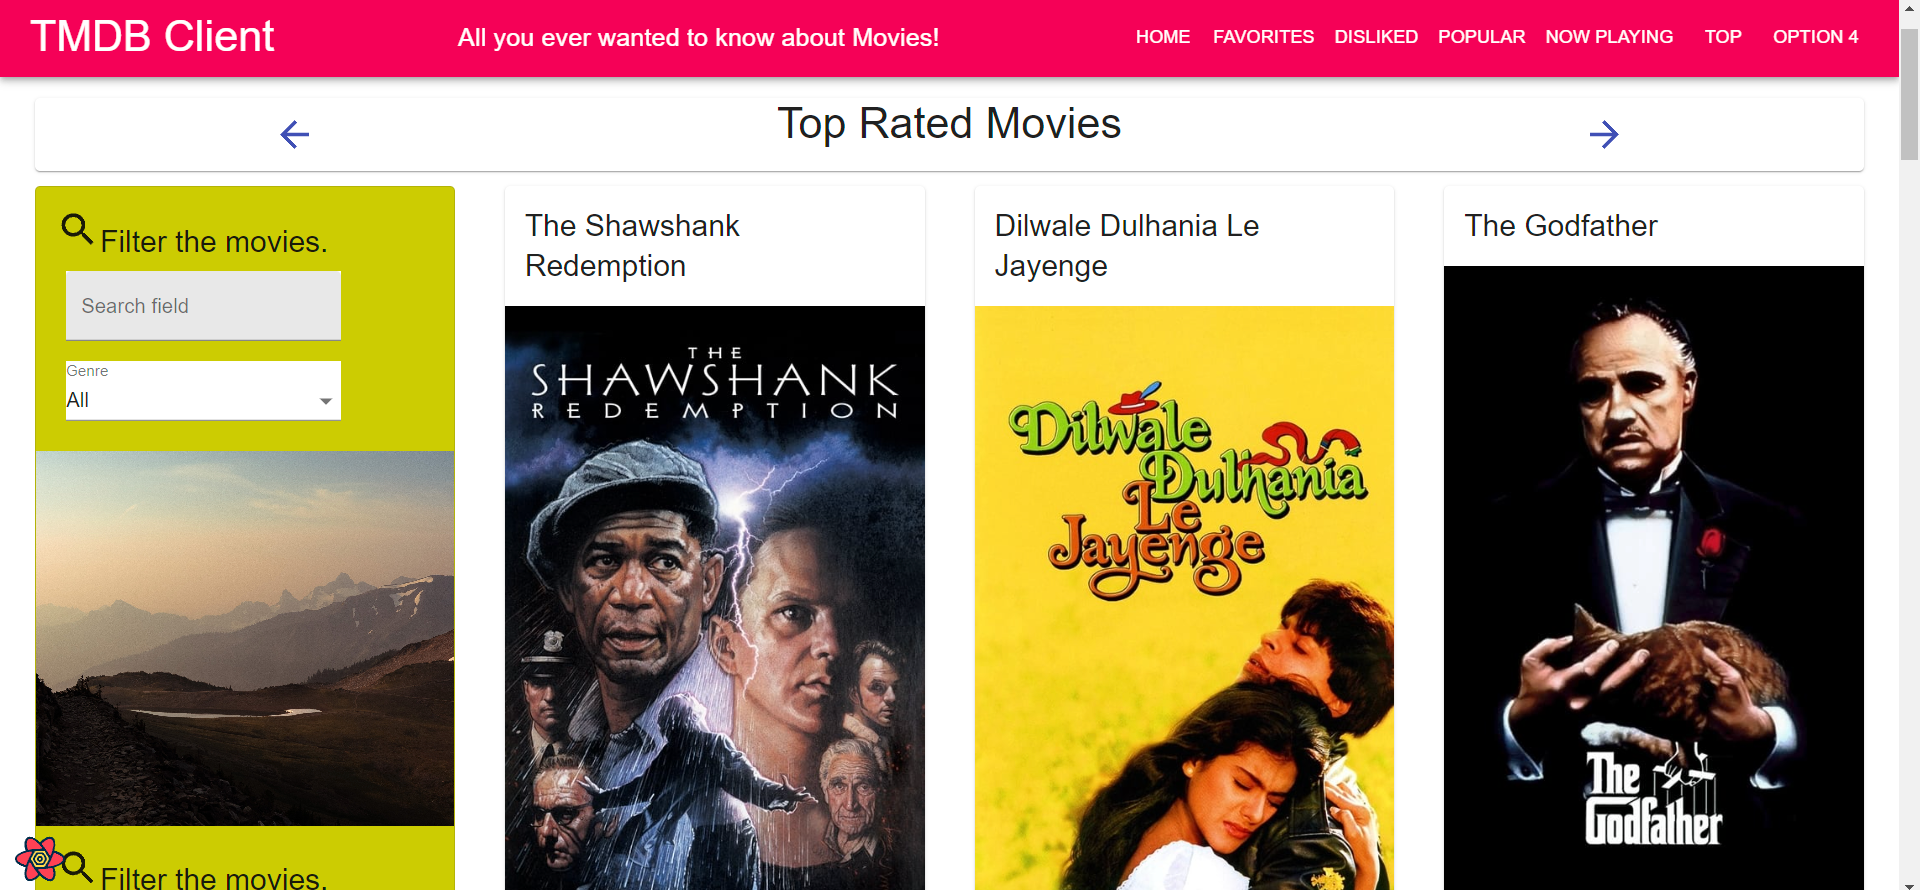 TMDB Client
All you ever wanted to know about Movies!
HOME FAVORITES DISLIKED POPULAR NOW PLAYING TOP OPTION 4
Top Rated Movies
Filter the movies.
Search field
Genre
All
Filter the movies.
The Shawshank
Redemption
THE
SHAWSHANK
REDEMPTION
Dilwale Dulhania Le
Jayenge
Dilwale
Dulhania
Le
Jayenge
The Godfather
The
Godfather